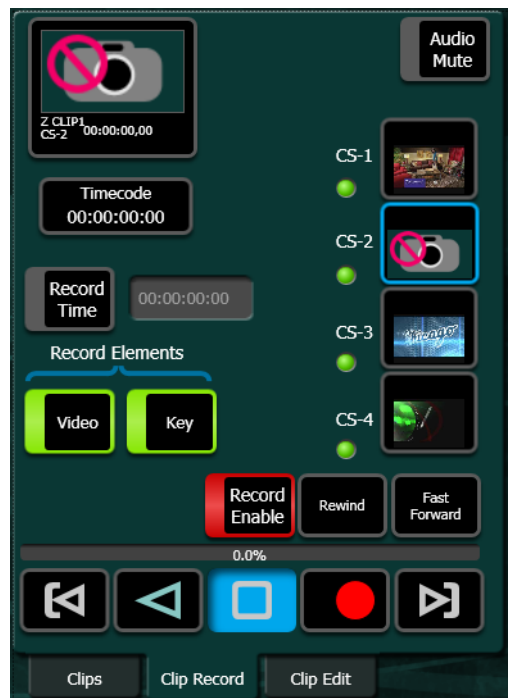 Audio
Mute
Z CLIP1
CS-2 00:00:00,00
CS-1
Timecode
00:00:00:00
CS-2
Record
Time
00:00:00:00
CS-3
Record Elements
Video
Key
CS-4
Record
Enable
Rewind
Fast
Forward
0.0%
Clips
Clip Record
Clip Edit